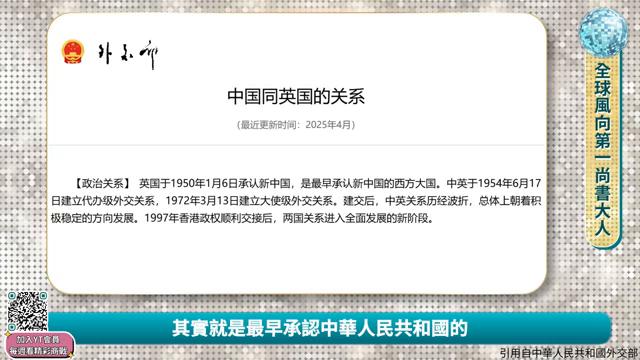 外交部
中国同英国的关系
（最近更新时间：2025年4月）
【政治关系】 英国于1950年1月6日承认新中国，是最早承认新中国的西方大国。中英于1954年6月17
日建立代办级外交关系，1972年3月13日建立大使级外交关系。建交后，中英关系历经波折，总体上朝着积
极稳定的方向发展。1997年香港政权顺利交接后，两国关系进入全面发展的新阶段。
全球風向第一尚書大人
加入YT會員
每週看精彩商戰
其實就是最早承認中華人民共和國的
引用自中華人民共和國外交部